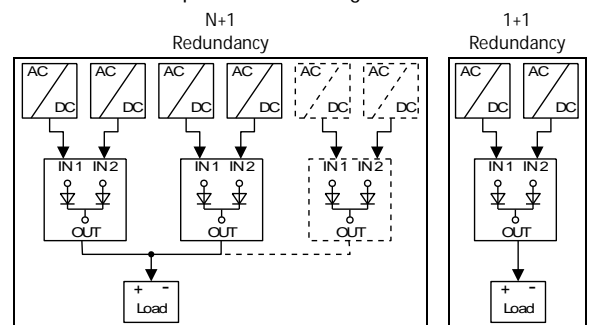 N+1
Redundancy
1+1
Redundancy
AC DC AC DC AC DC AC DC AC DC AC DC AC DC AC DC
IN1 IN2 IN1 IN2 IN1 IN2 IN1 IN2
OUT OUT OUT OUT
+ - + -
Load Load